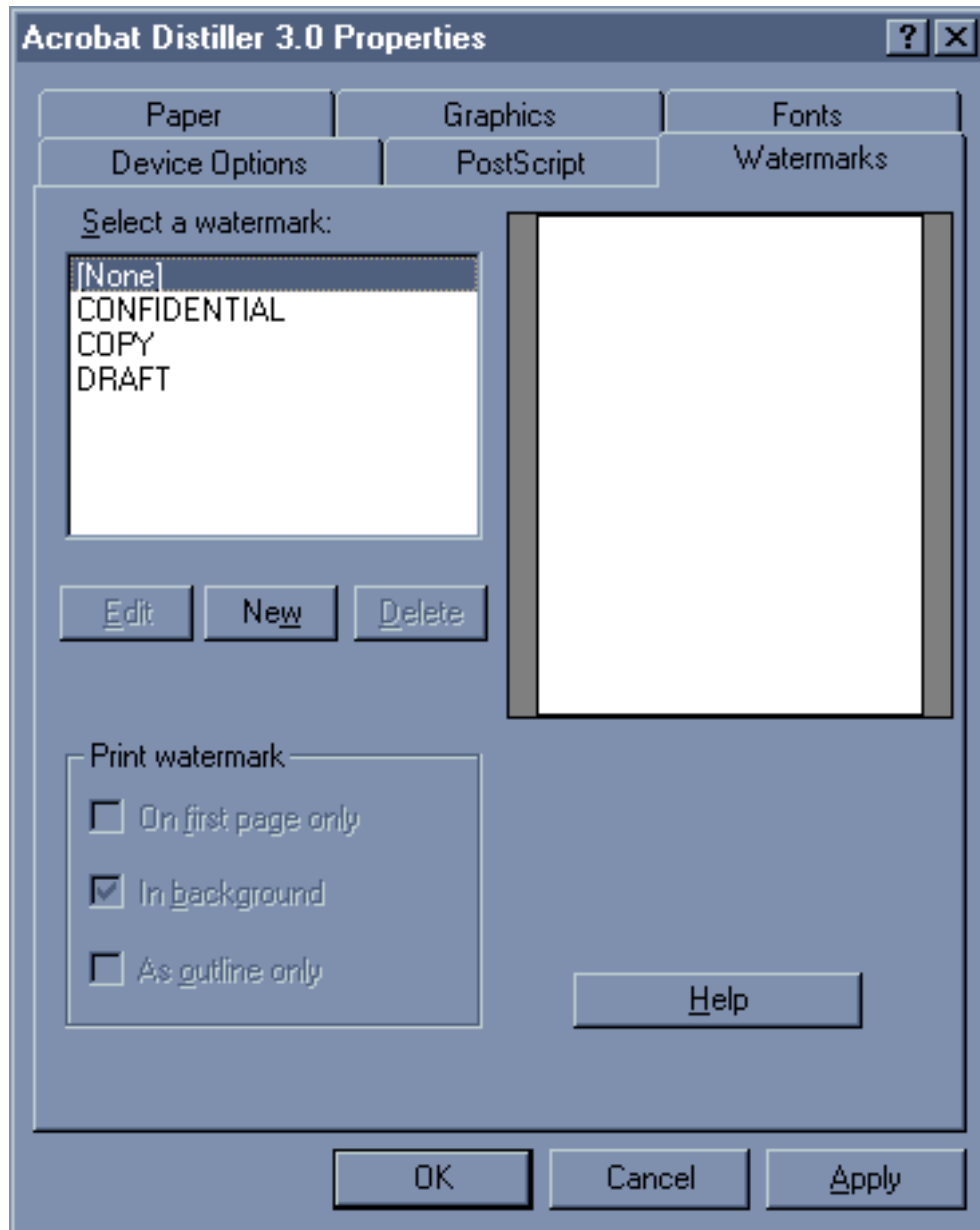 Acrobat Distiller 3.0 Properties
Paper Graphics Fonts
Device Options PostScript Watermarks
Select a watermark:
[None]
CONFIDENTIAL
COPY
DRAFT
Edit New Delete
Print watermark
On first page only
In background
As outline only
Help
OK Cancel Apply